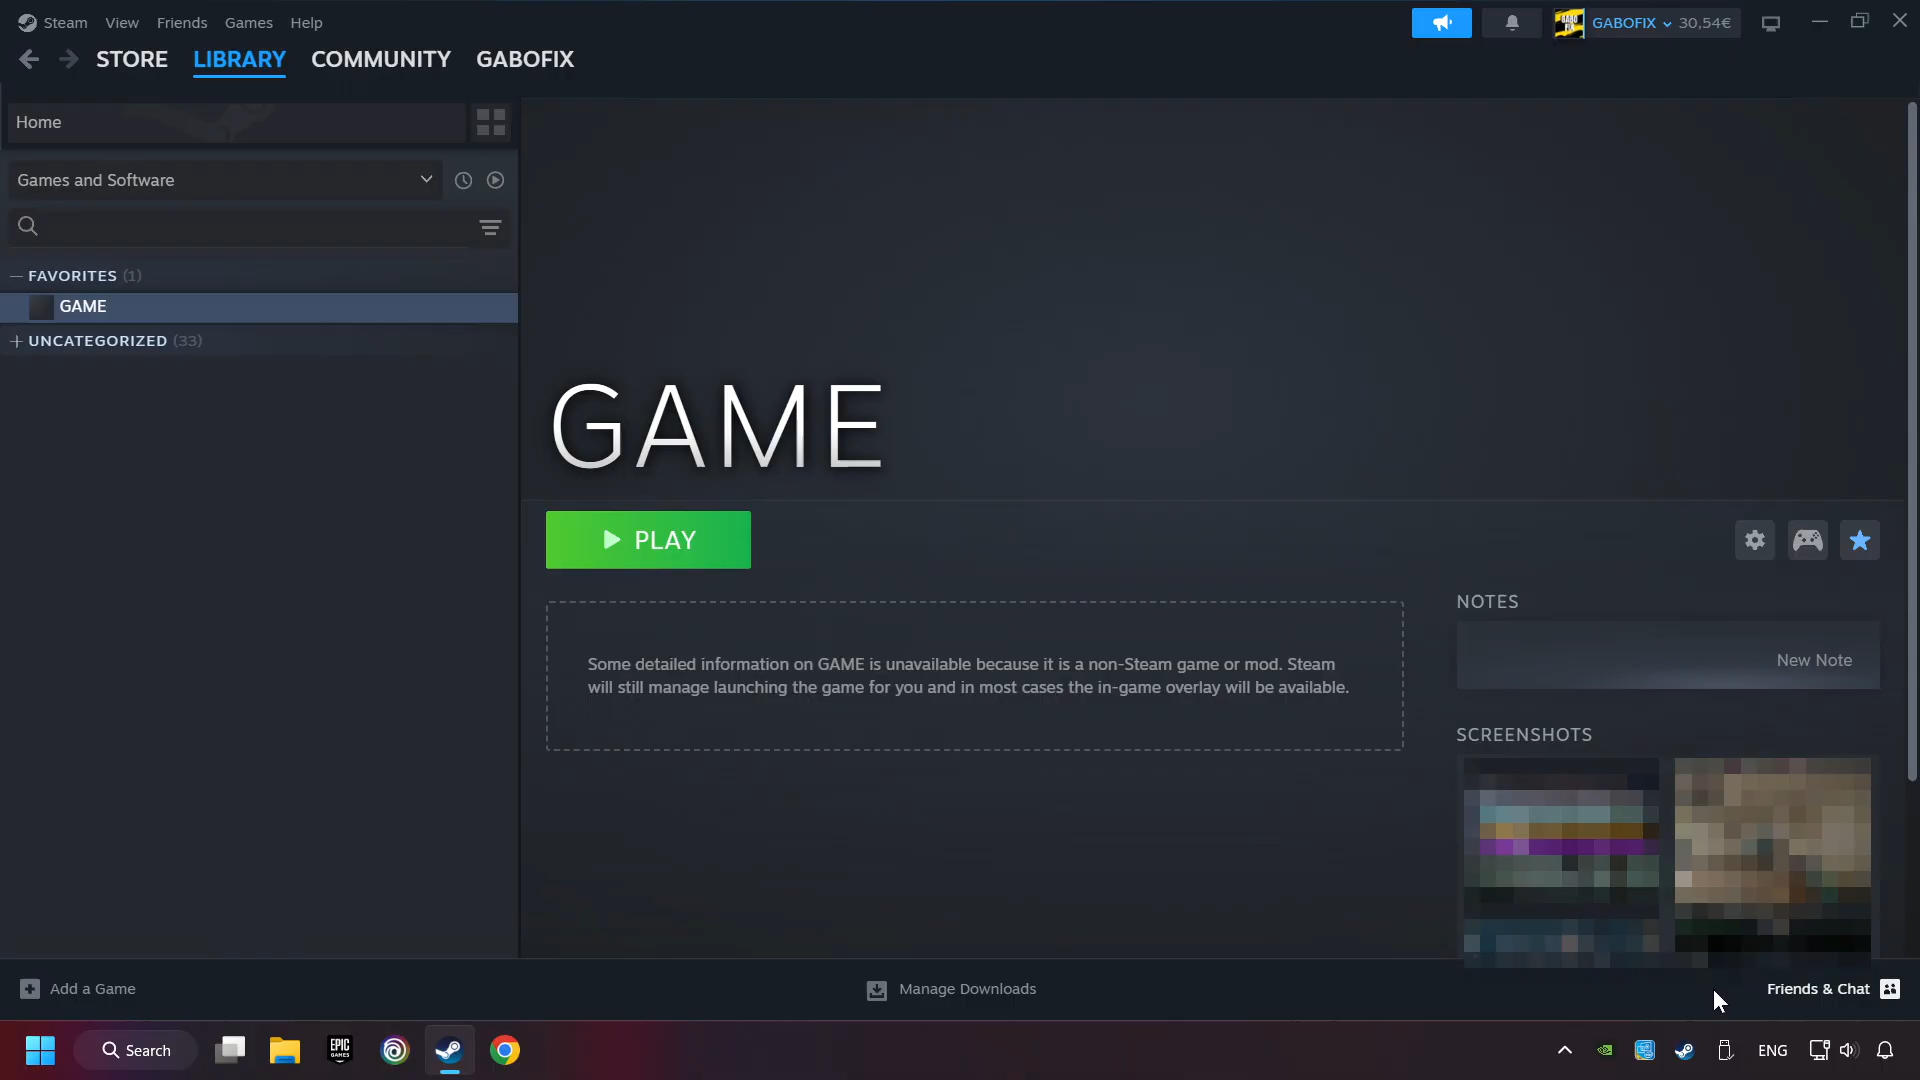 Steam View Friends Games Help
GABOFIX 30,54€
STORE LIBRARY COMMUNITY GABOFIX
Home
Games and Software
FAVORITES (1)
GAME
UNCATEGORIZED (33)
GAME
PLAY
Some detailed information on GAME is unavailable because it is a non-Steam game or mod. Steam
will still manage launching the game for you and in most cases the in-game overlay will be available.
NOTES
New Note
SCREENSHOTS
Add a Game
Manage Downloads
Friends & Chat
Search
EPIC
GAMES
ENG